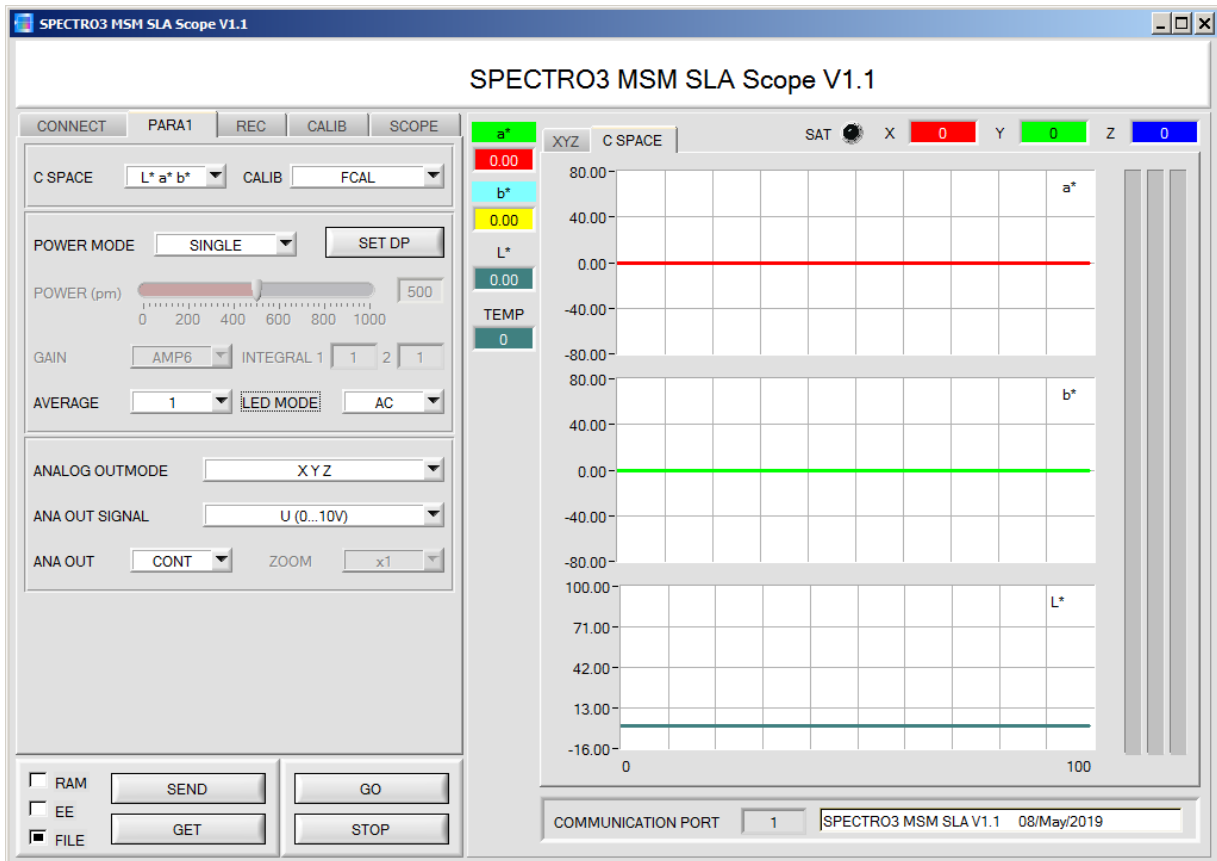 SPECTRO3 MSM SLA Scope V1.1
SPECTRO3 MSM SLA Scope V1.1
CONNECT PARA1 REC CALIB SCOPE
C SPACE L* a* b* CALIB FCAL
POWER MODE SINGLE SET DP
POWER (pm) 500
0 200 400 600 800 1000
GAIN AMP6 INTEGRAL 1 1 2 1
AVERAGE 1 LED MODE AC
ANALOG OUTMODE X Y Z
ANA OUT SIGNAL U (0...10V)
ANA OUT CONT ZOOM x1
RAM
EE
FILE
SEND GO
GET STOP
a*
0.00
b*
0.00
L*
0.00
TEMP
0
XYZ C SPACE SAT X 0 Y 0 Z 0
80.00 a*
40.00
0.00
-40.00
-80.00
80.00 b*
40.00
0.00
-40.00
-80.00
100.00 L*
71.00
42.00
13.00
-16.00
0 100
COMMUNICATION PORT 1 SPECTRO3 MSM SLA V1.1 08/May/2019